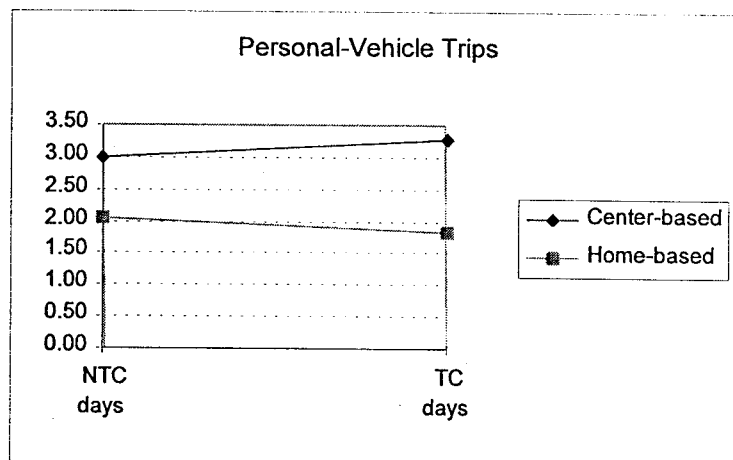 Personal-Vehicle Trips
3.50
3.00
2.50
2.00
1.50
1.00
0.50
0.00
NTC days
TC days
Center-based
Home-based